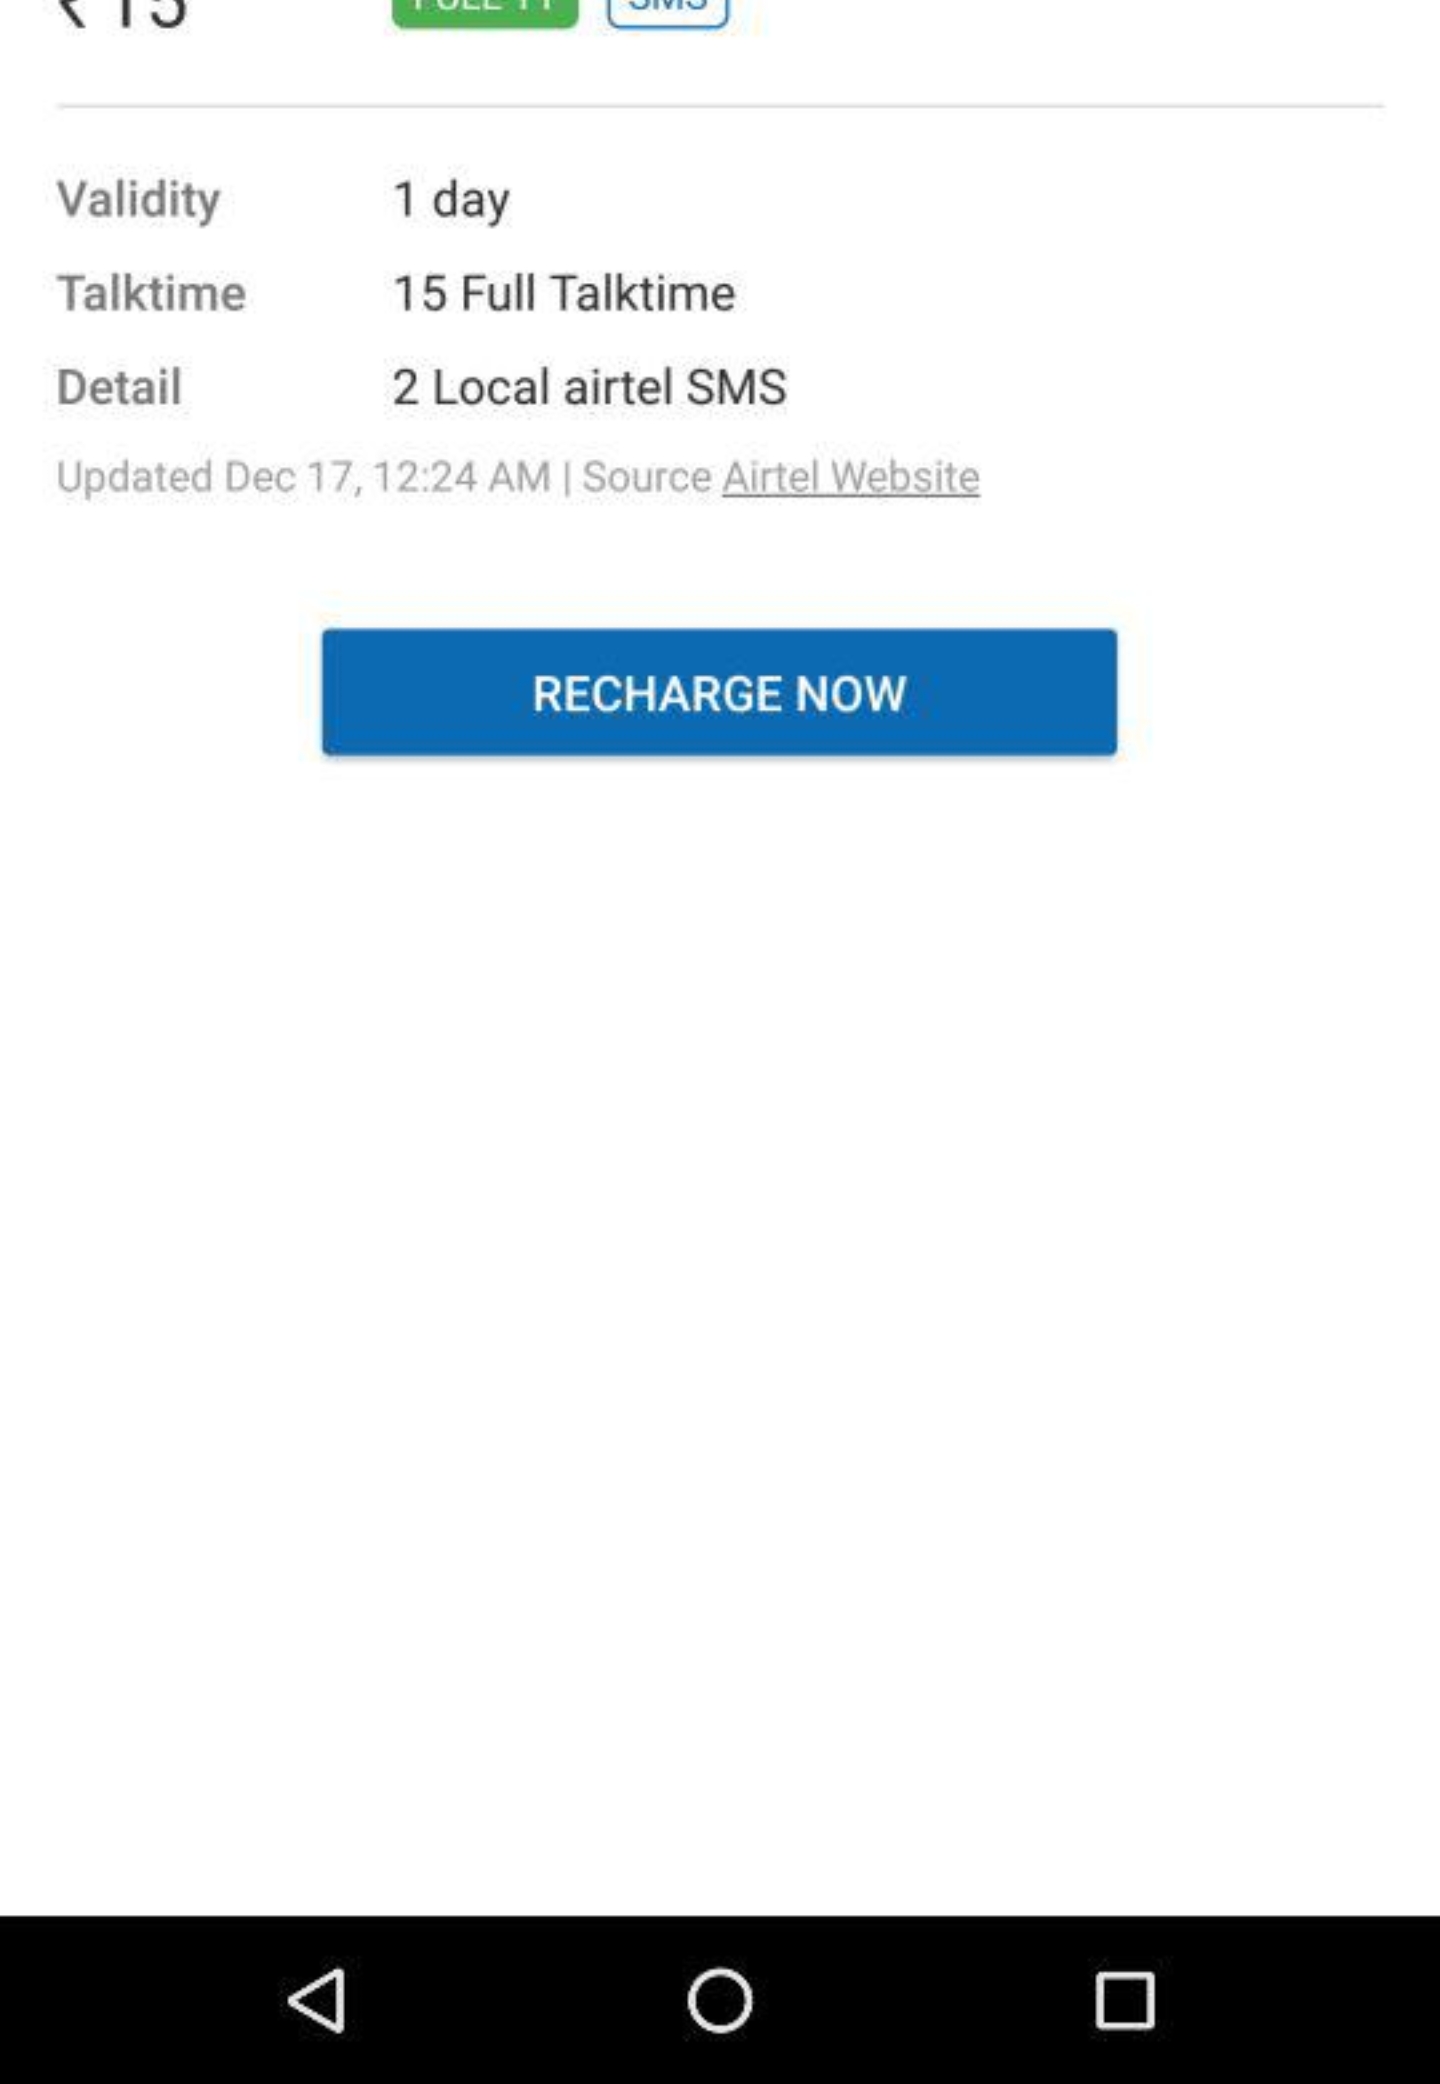 ₹ 15 FULL TT SMS
Validity 1 day
Talktime 15 Full Talktime
Detail 2 Local airtel SMS
Updated Dec 17, 12:24 AM | Source Airtel Website
RECHARGE NOW